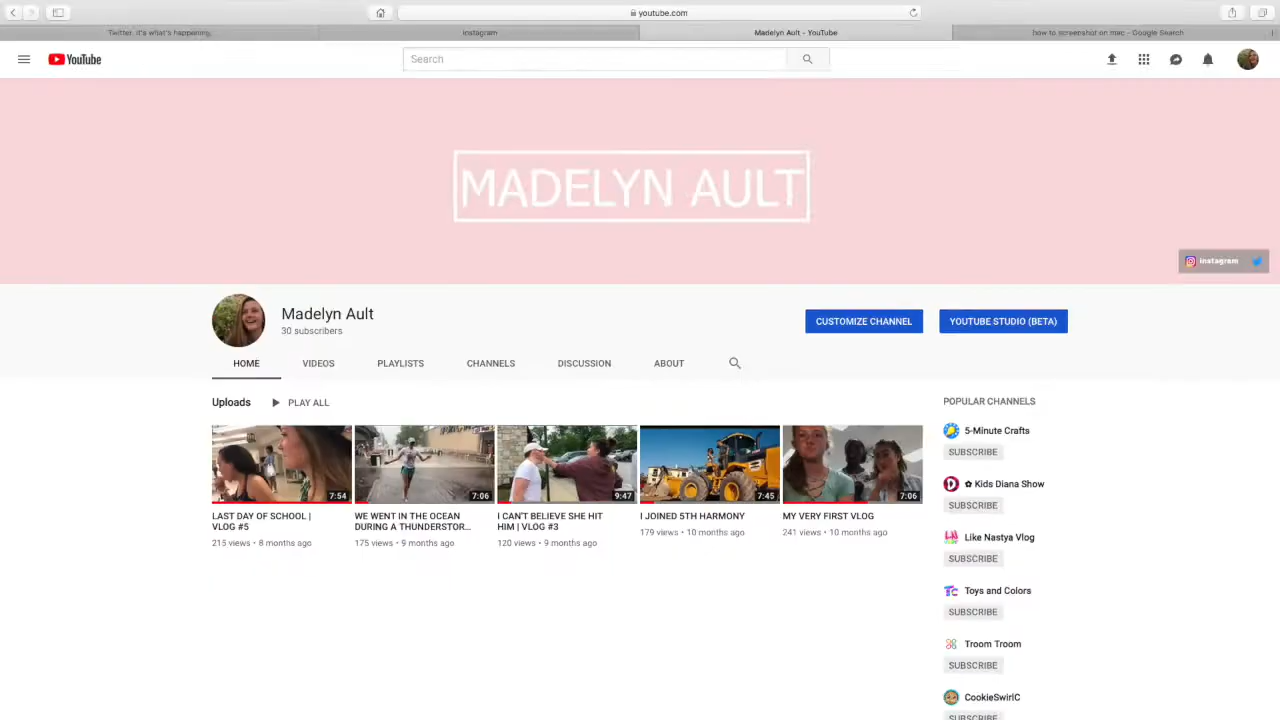 youtube.com
Twitter. It's what's happening.
Instagram
Madelyn Ault - YouTube
how to screenshot on mac - Google Search
YouTube
Search
MADELYN AULT
Instagram
Madelyn Ault
30 subscribers
CUSTOMIZE CHANNEL
YOUTUBE STUDIO (BETA)
HOME
VIDEOS
PLAYLISTS
CHANNELS
DISCUSSION
ABOUT
Uploads
PLAY ALL
7:54
7:06
9:47
7:45
7:06
LAST DAY OF SCHOOL |
VLOG #5
215 views • 8 months ago
WE WENT IN THE OCEAN
DURING A THUNDERSTOR...
175 views • 9 months ago
I CAN'T BELIEVE SHE HIT
HIM | VLOG #3
120 views • 9 months ago
I JOINED 5TH HARMONY
179 views • 10 months ago
MY VERY FIRST VLOG
241 views • 10 months ago
POPULAR CHANNELS
5-Minute Crafts
SUBSCRIBE
✿ Kids Diana Show
SUBSCRIBE
Like Nastya Vlog
SUBSCRIBE
Toys and Colors
SUBSCRIBE
Troom Troom
SUBSCRIBE
CookieSwirlC
SUBSCRIBE